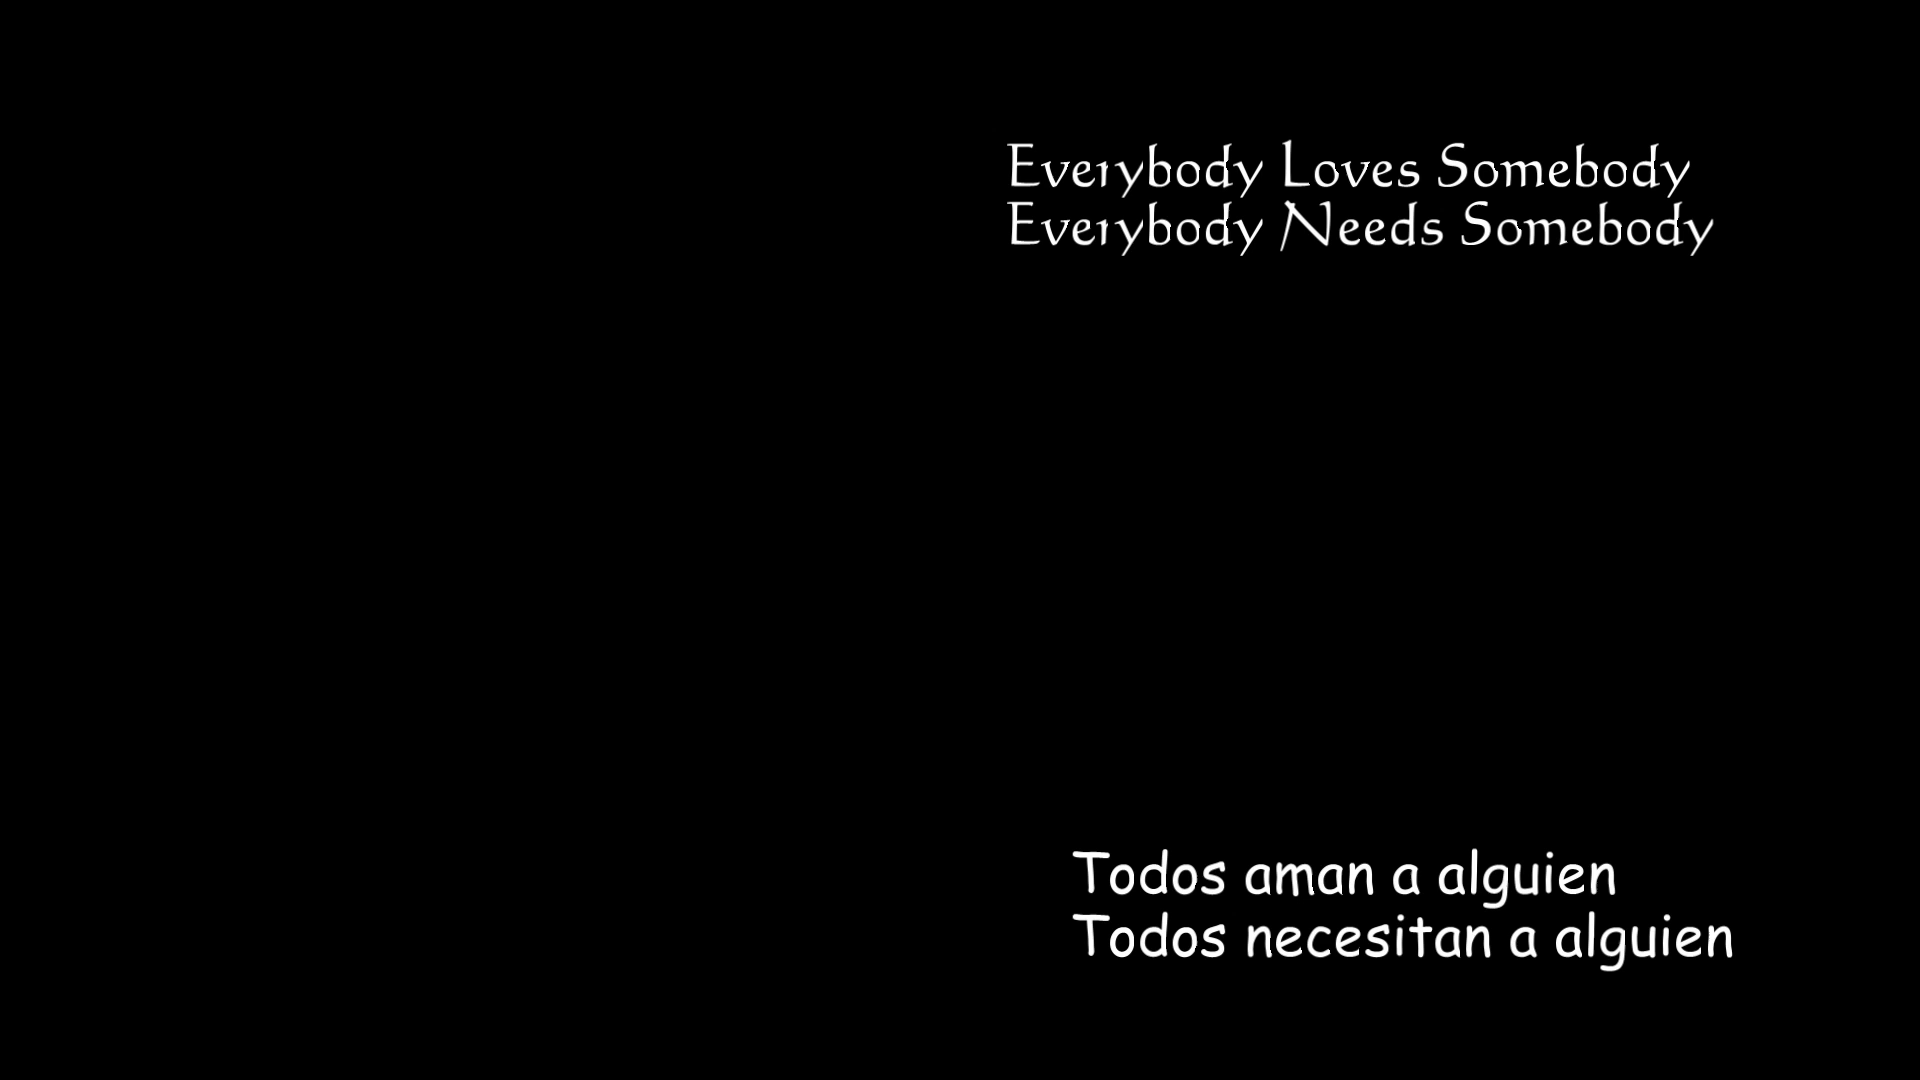 Everybody Loves Somebody
Everybody Needs Somebody
Todos aman a alguien
Todos necesitan a alguien